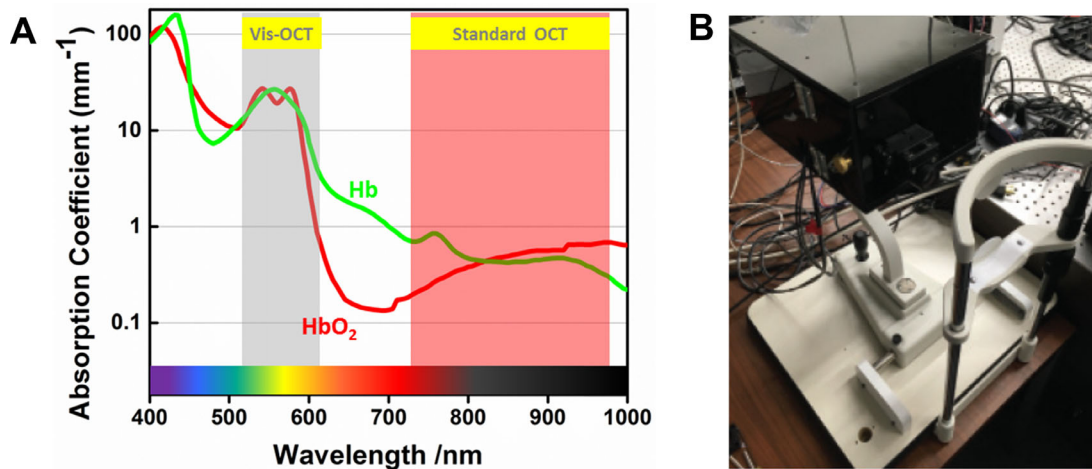 A
B
Vis-OCT
Standard OCT
Absorption Coefficient (mm⁻¹)
100
10
1
0.1
Hb
HbO₂
400 500 600 700 800 900 1000
Wavelength /nm